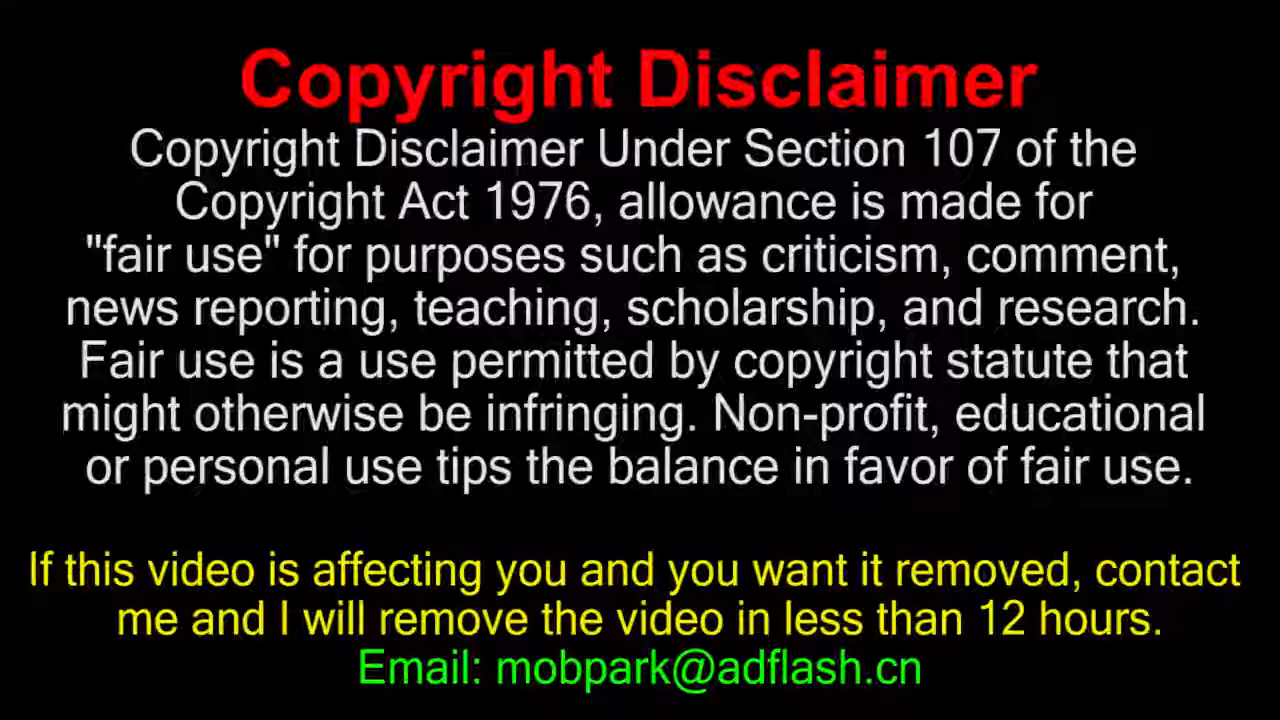 Copyright Disclaimer
Copyright Disclaimer Under Section 107 of the
Copyright Act 1976, allowance is made for
"fair use" for purposes such as criticism, comment,
news reporting, teaching, scholarship, and research.
Fair use is a use permitted by copyright statute that
might otherwise be infringing. Non-profit, educational
or personal use tips the balance in favor of fair use.
If this video is affecting you and you want it removed, contact
me and I will remove the video in less than 12 hours.
Email: mobpark@adflash.cn